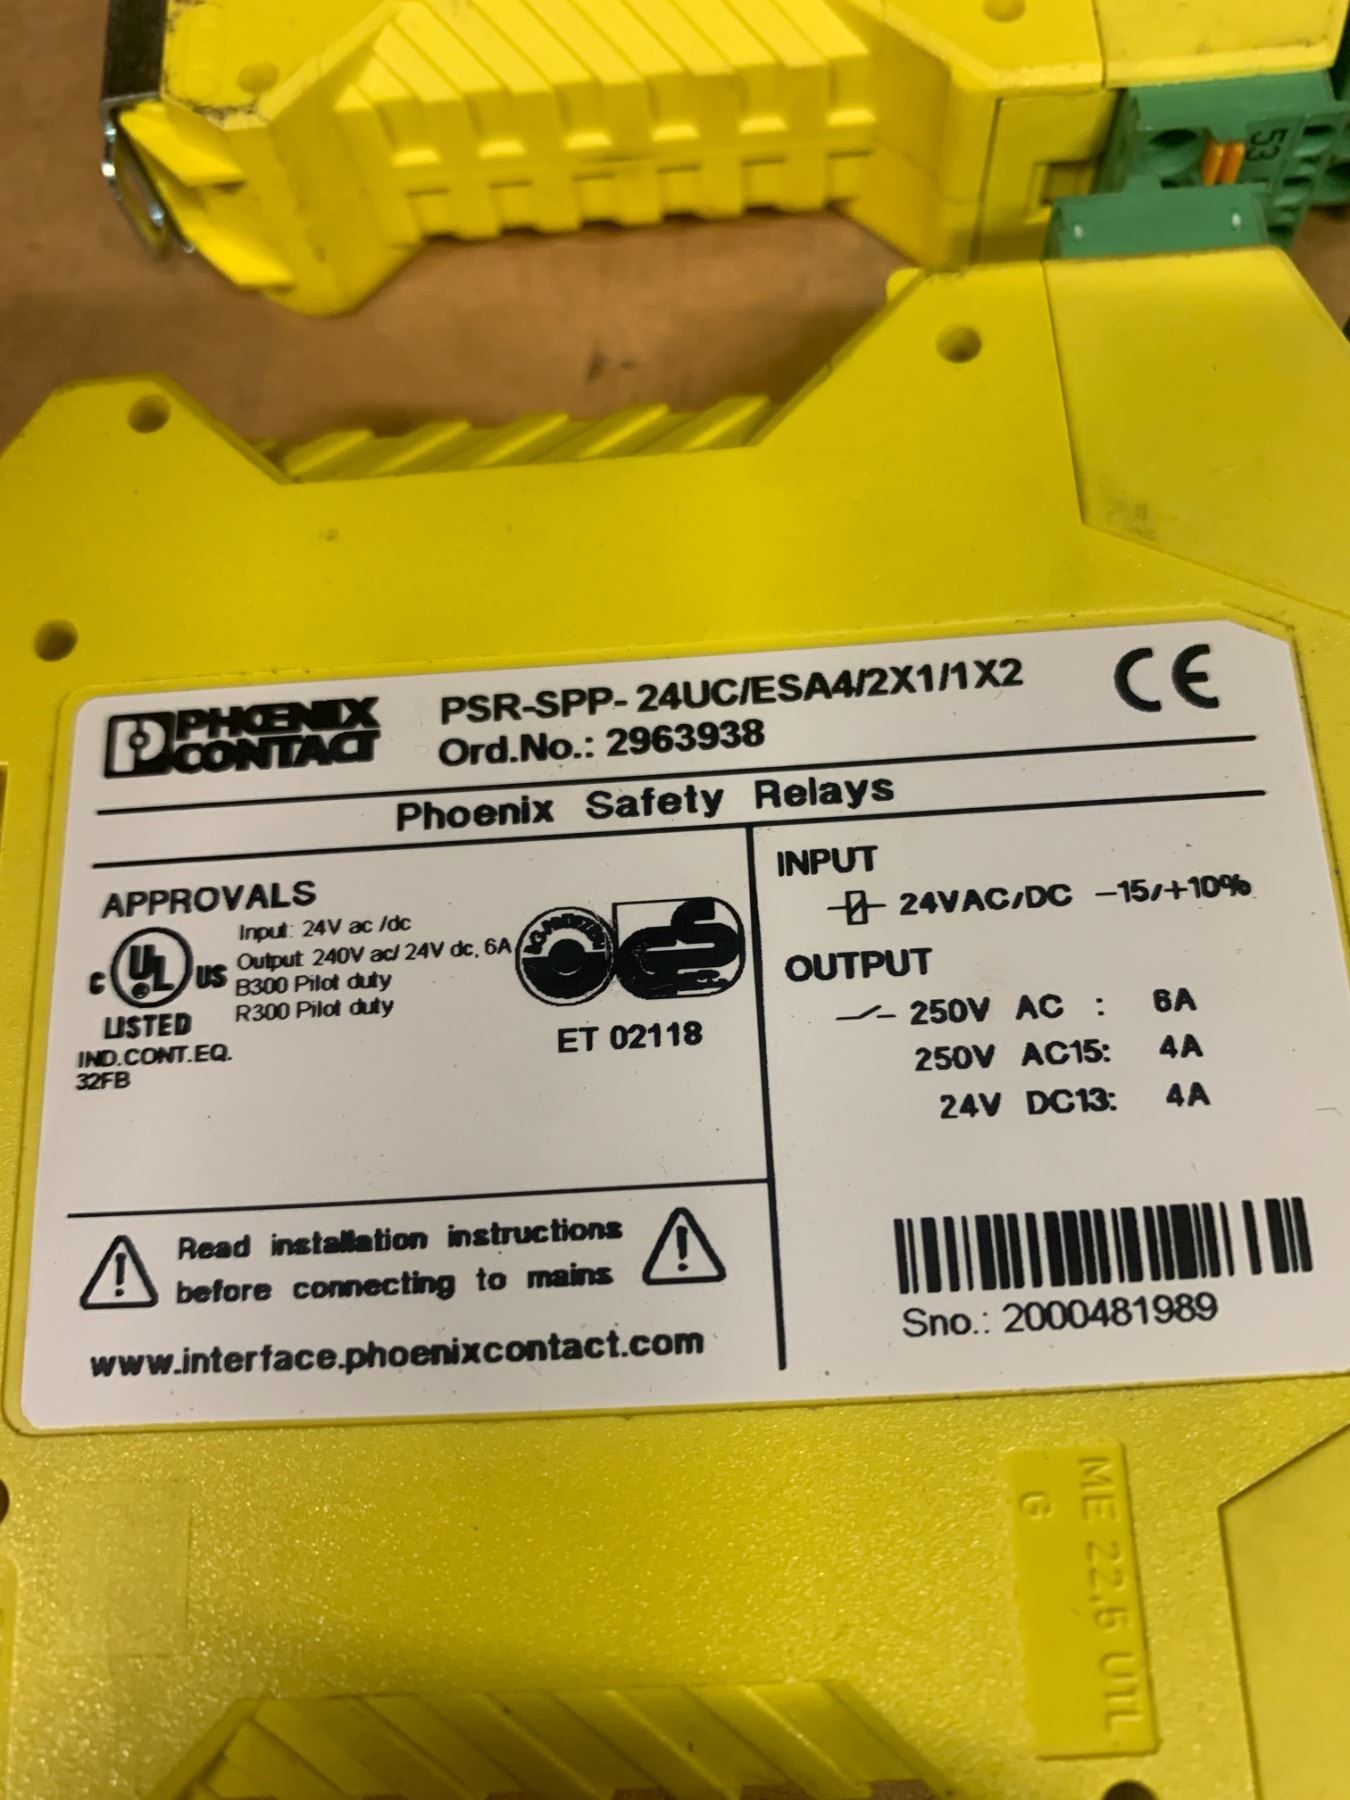 53
PHOENIX
CONTACT
PSR-SPP- 24UC/ESA4/2X1/1X2
Ord.No.: 2963938
CE
Phoenix Safety Relays
APPROVALS
C UL US
LISTED
IND.CONT.EQ.
32FB
Input: 24V ac /dc
Output 240V ac/ 24V dc, 6A
B300 Pilot duty
R300 Pilot duty
GS
ET 02118
INPUT
24VAC/DC -15/+10%
OUTPUT
250V AC : 6A
250V AC15: 4A
24V DC13: 4A
Read installation instructions
before connecting to mains
www.interface.phoenixcontact.com
Sno.: 2000481989
ME 22,5 UTL
G